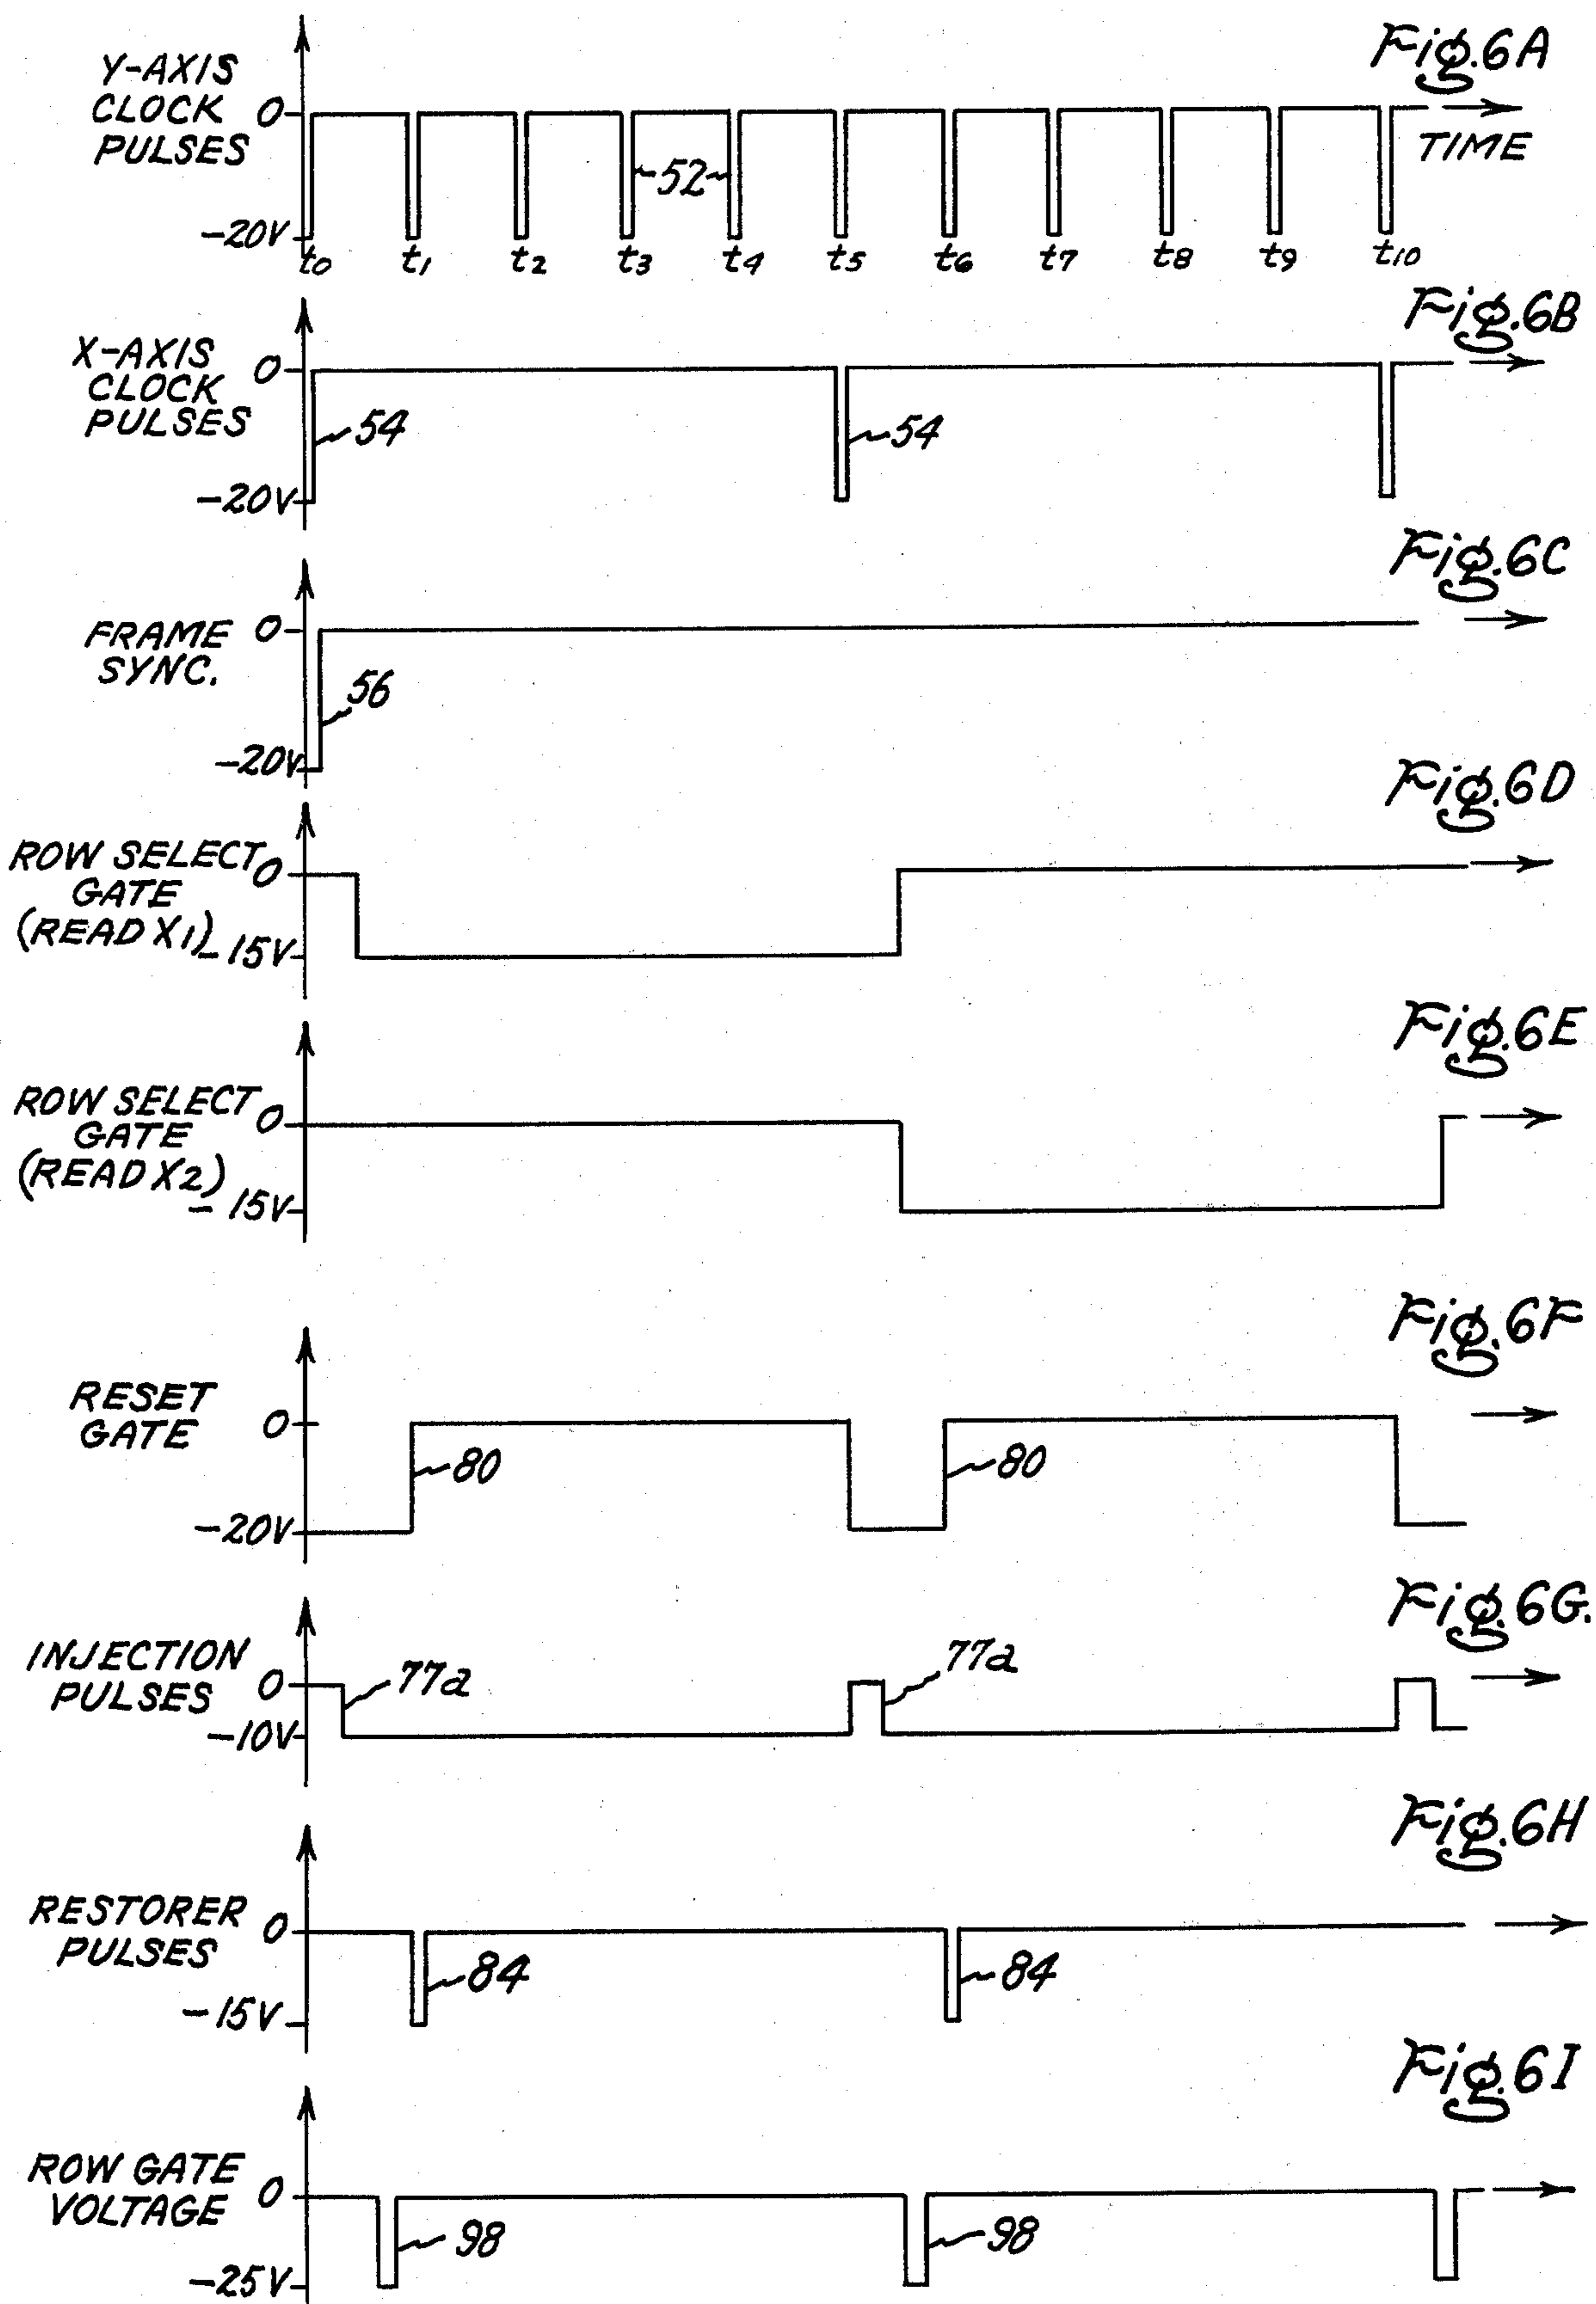 Fig. 6A
Y-AXIS
CLOCK
PULSES
0
-20V
52
TIME
t0 t1 t2 t3 t4 t5 t6 t7 t8 t9 t10
Fig. 6B
X-AXIS
CLOCK
PULSES
0
-20V
54
54
Fig. 6C
FRAME
SYNC.
0
-20V
56
Fig. 6D
ROW SELECT
GATE
(READ X1)
0
-15V
Fig. 6E
ROW SELECT
GATE
(READ X2)
0
-15V
Fig. 6F
RESET
GATE
0
-20V
80
80
Fig. 6G.
INJECTION
PULSES
0
-10V
77a
77a
Fig. 6H
RESTORER
PULSES
0
-15V
84
84
Fig. 6I
ROW GATE
VOLTAGE
0
-25V
98
98